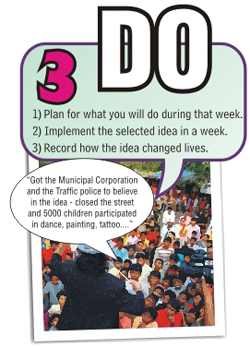 3 DO
1) Plan for what you will do during that week.
2) Implement the selected idea in a week.
3) Record how the idea changed lives.
"Got the Municipal Corporation
and the Traffic police to believe
in the idea - closed the street
and 5000 children participated
in dance, painting, tattoo...."